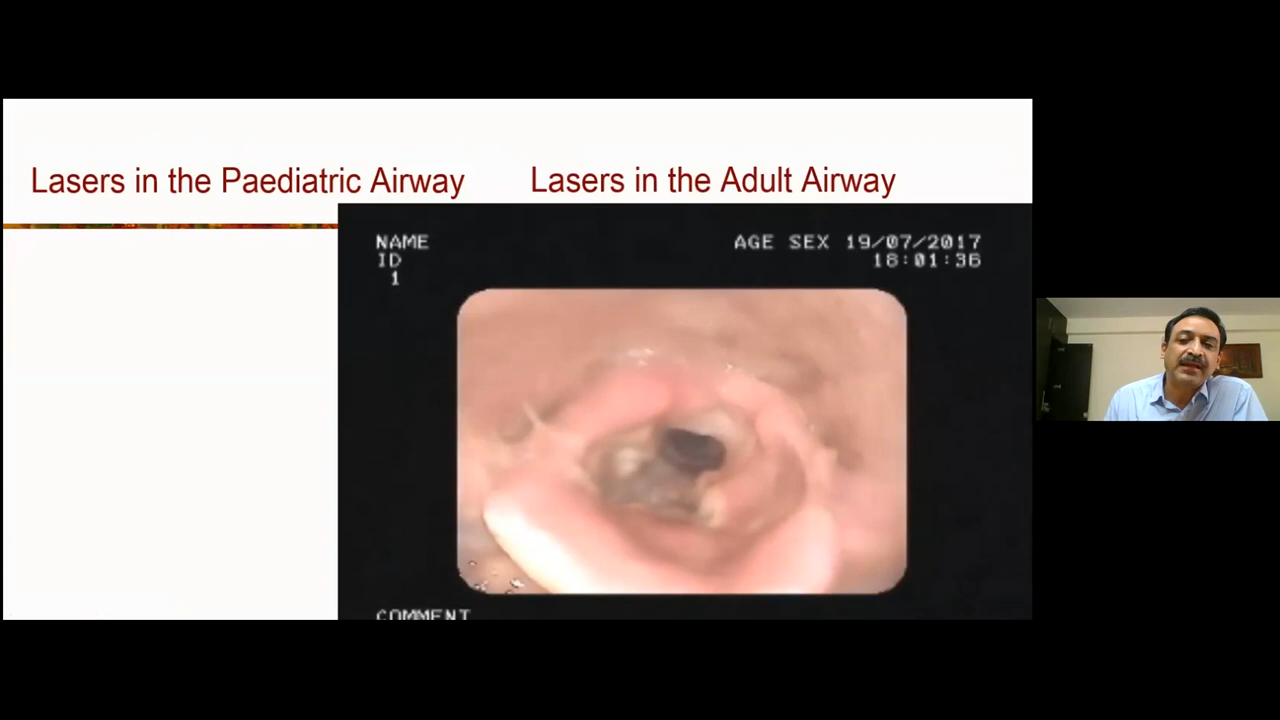 Lasers in the Paediatric Airway
Lasers in the Adult Airway
NAME
AGE SEX 19/07/2017
ID
18:01:36
1
COMMENT